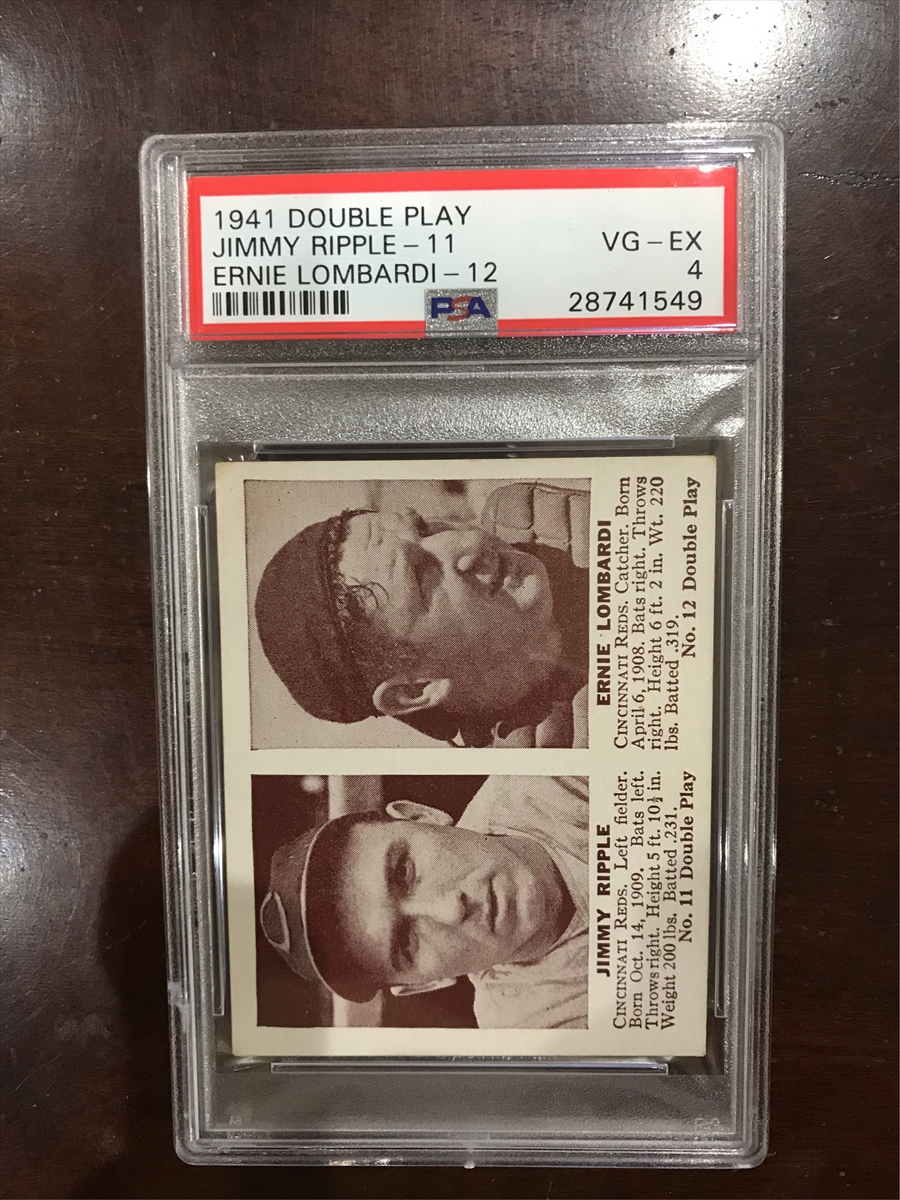 1941 DOUBLE PLAY
JIMMY RIPPLE - 11
ERNIE LOMBARDI - 12
VG - EX
4
28741549
PSA
JIMMY RIPPLE
CINCINNATI REDS. Left fielder.
Born Oct. 14, 1909. Bats left.
Throws right. Height 5 ft. 10½ in.
Weight 200 lbs. Batted .231.
No. 11 Double Play
ERNIE LOMBARDI
CINCINNATI REDS. Catcher. Born
April 6, 1908. Bats right. Throws
right. Height 6 ft. 2 in. Wt. 220
lbs. Batted .319.
No. 12 Double Play